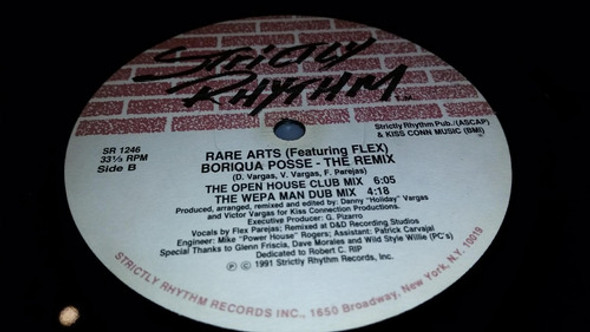 STRICTLY
RHYTHM TM
SR 1246
33⅓ RPM
Side B
Strictly Rhythm Pub./(ASCAP)
& KISS CONN MUSIC (BMI)
RARE ARTS (Featuring FLEX)
BORIQUA POSSE - THE REMIX
(D. Vargas, V. Vargas, F. Parejas)
THE OPEN HOUSE CLUB MIX 6:05
THE WEPA MAN DUB MIX 4:18
Produced, arranged, remixed and edited by: Danny "Holiday" Vargas
and Victor Vargas for Kiss Connection Productions.
Executive Producer: G. Pizarro
Vocals by Flex Parejas; Remixed at D&D Recording Studios
Engineer: Mike "Power House" Rogers; Assistant: Patrick Carvajal
Special Thanks to Glenn Friscia, Dave Morales and Wild Style Willie (PC's)
Dedicated to Robert C. RIP
℗ © 1991 Strictly Rhythm Records, Inc.
STRICTLY RHYTHM RECORDS INC., 1650 Broadway, New York, N.Y. 10019